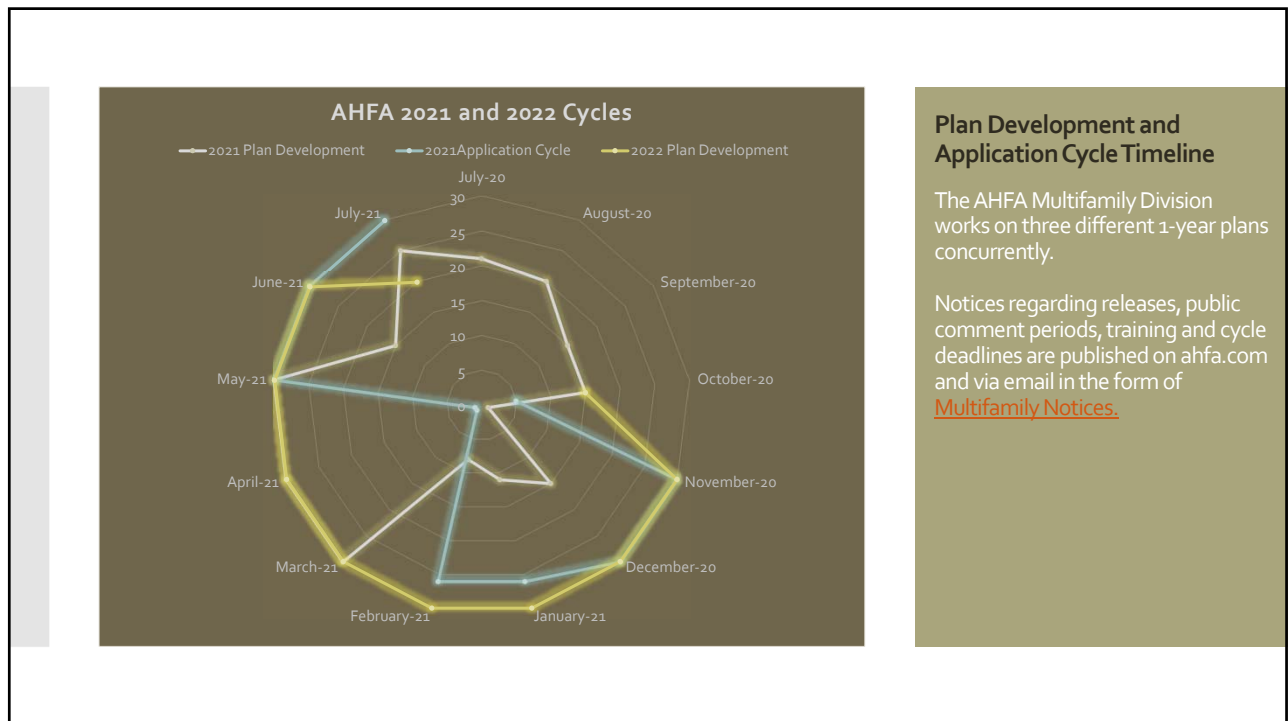 AHFA 2021 and 2022 Cycles
2021 Plan Development
2021Application Cycle
2022 Plan Development
July-20
August-20
September-20
October-20
November-20
December-20
January-21
February-21
March-21
April-21
May-21
June-21
July-21
30
25
20
15
10
5
0
Plan Development and
Application Cycle Timeline
The AHFA Multifamily Division
works on three different 1-year plans
concurrently.
Notices regarding releases, public
comment periods, training and cycle
deadlines are published on ahfa.com
and via email in the form of
Multifamily Notices.